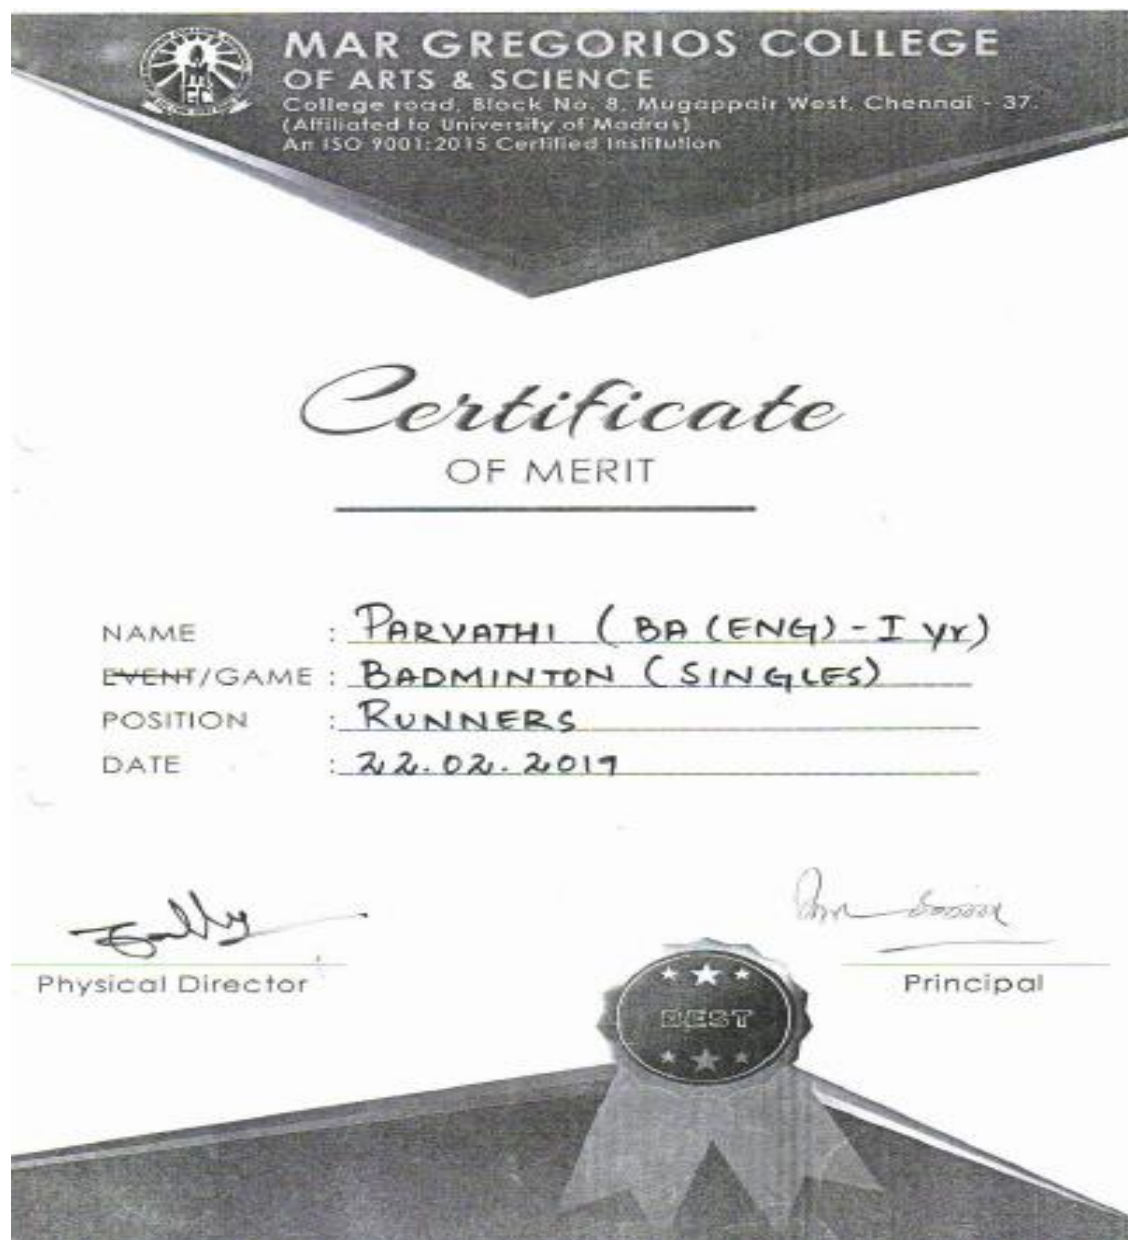 MAR GREGORIOS COLLEGE
OF ARTS & SCIENCE
College road, Block No. 8, Mugappair West, Chennai - 37.
(Affiliated to University of Madras)
An ISO 9001:2015 Certified Institution
Certificate
OF MERIT
NAME : PARVATHI (BA (ENG) - I yr)
EVENT/GAME : BADMINTON (SINGLES)
POSITION : RUNNERS
DATE : 22.02.2019
Physical Director
Principal
BEST